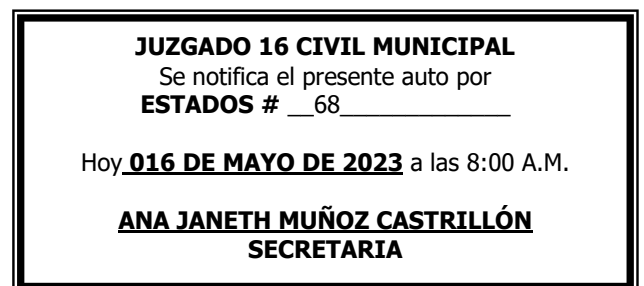 JUZGADO 16 CIVIL MUNICIPAL
Se notifica el presente auto por
ESTADOS # __68_____________
Hoy 016 DE MAYO DE 2023 a las 8:00 A.M.
ANA JANETH MUÑOZ CASTRILLÓN
SECRETARIA